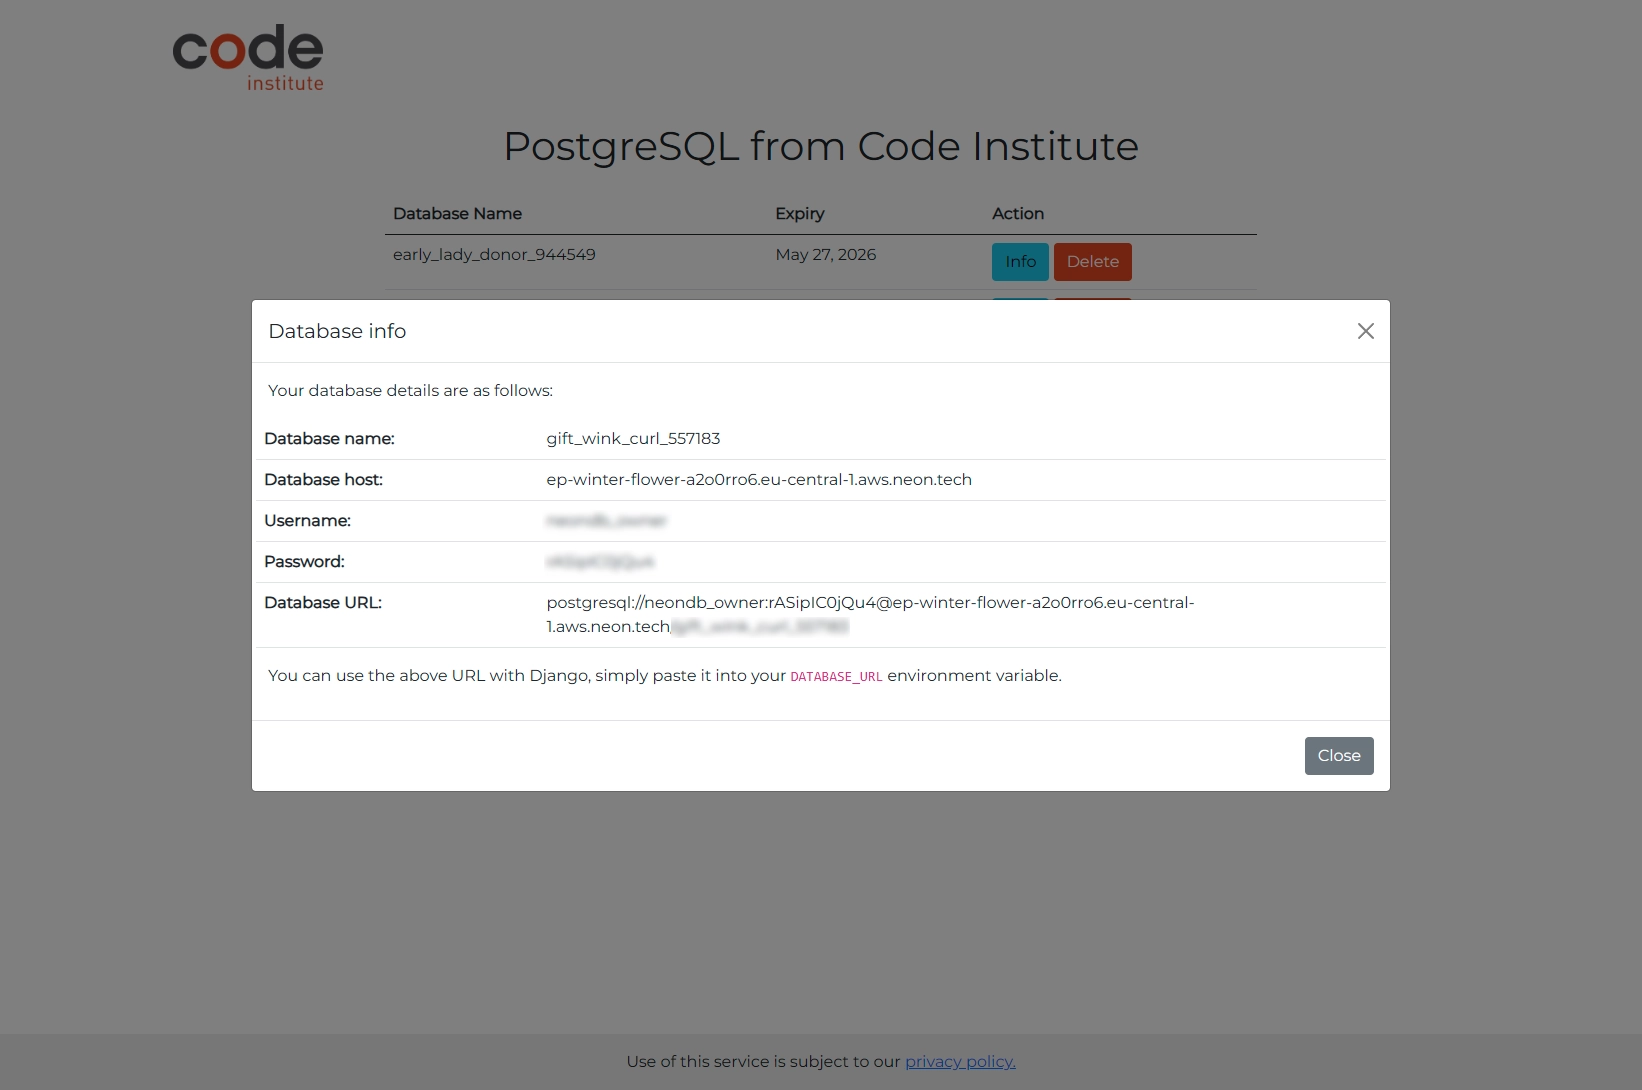 code
institute
PostgreSQL from Code Institute
Database Name Expiry Action
early_lady_donor_944549 May 27, 2026 Info Delete
Database info
Your database details are as follows:
Database name: gift_wink_curl_557183
Database host: ep-winter-flower-a2o0rro6.eu-central-1.aws.neon.tech
Username:
Password:
Database URL: postgresql://neondb_owner:rASipIC0jQu4@ep-winter-flower-a2o0rro6.eu-central-
1.aws.neon.tech
You can use the above URL with Django, simply paste it into your DATABASE_URL environment variable.
Close
Use of this service is subject to our privacy policy.